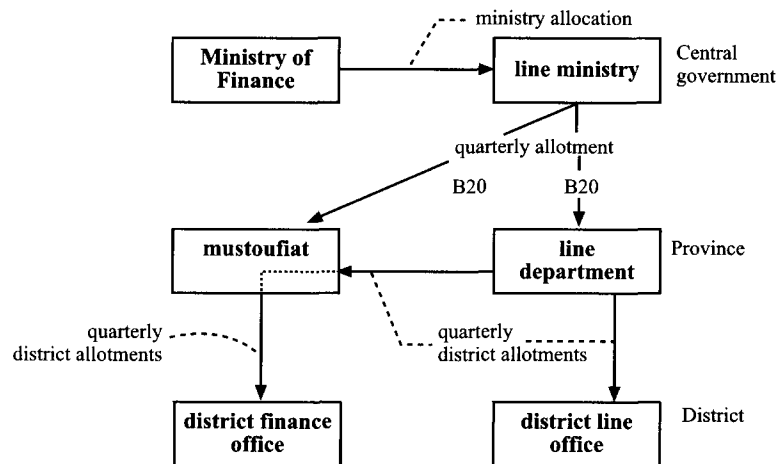 ministry allocation
Ministry of
Finance
line ministry
Central
government
quarterly allotment
B20
B20
mustoufiat
line
department
Province
quarterly
district allotments
quarterly
district allotments
district finance
office
district line
office
District